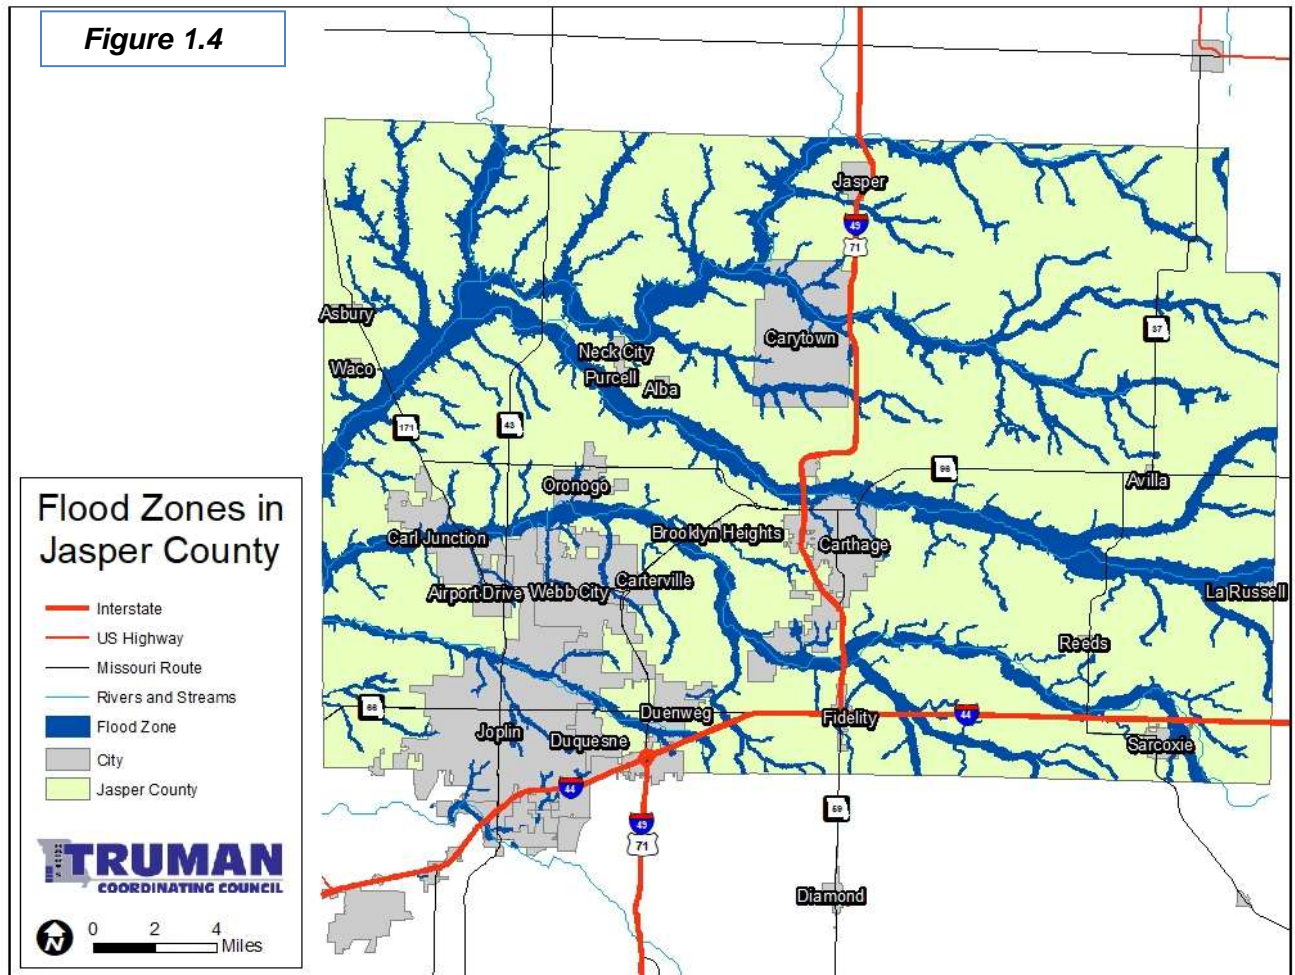 Figure 1.4
Jasper
49
71
Asbury
Carytown
37
Neck City
Waco
Purcell
Alba
171
43
96
Avilla
Oronogo
Brooklyn Heights
Carl Junction
Carthage
Carterville
Airport Drive
Webb City
La Russell
Reeds
66
Duenweg
Fidelity
44
Joplin
Duquesne
Sarcoxie
44
59
49
71
Diamond
Flood Zones in
Jasper County
Interstate
US Highway
Missouri Route
Rivers and Streams
Flood Zone
City
Jasper County
TRUMAN
COORDINATING COUNCIL
N
0 2 4
Miles